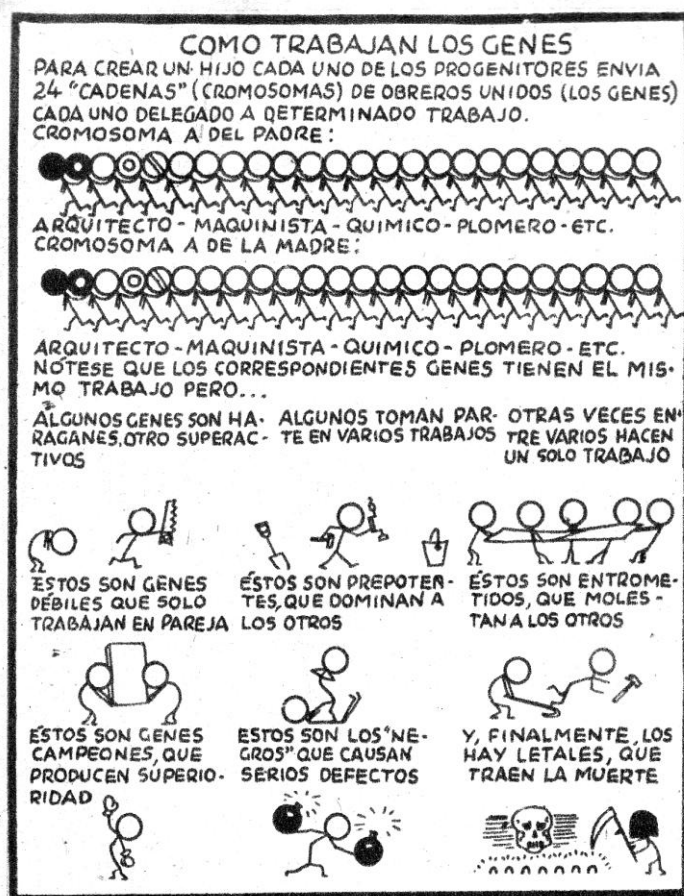 COMO TRABAJAN LOS GENES
PARA CREAR UN HIJO CADA UNO DE LOS PROGENITORES ENVIA
24 "CADENAS" (CROMOSOMAS) DE OBREROS UNIDOS (LOS GENES)
CADA UNO DELEGADO A DETERMINADO TRABAJO.
CROMOSOMA A DEL PADRE:
ARQUITECTO - MAQUINISTA - QUIMICO - PLOMERO - ETC.
CROMOSOMA A DE LA MADRE:
ARQUITECTO - MAQUINISTA - QUIMICO - PLOMERO - ETC.
NÓTESE QUE LOS CORRESPONDIENTES GENES TIENEN EL MIS-
MO TRABAJO PERO...
ALGUNOS GENES SON HA-
RAGANES, OTRO SUPERAC-
TIVOS
ALGUNOS TOMAN PAR-
TE EN VARIOS TRABAJOS
OTRAS VECES EN-
TRE VARIOS HACEN
UN SOLO TRABAJO
ESTOS SON GENES
DÉBILES QUE SOLO
TRABAJAN EN PAREJA
ÉSTOS SON PREPOTEN-
TES, QUE DOMINAN A
LOS OTROS
ÉSTOS SON ENTROME-
TIDOS, QUE MOLES-
TAN A LOS OTROS
ÉSTOS SON GENES
CAMPEONES, QUE
PRODUCEN SUPERIO-
RIDAD
ESTOS SON LOS "NE-
GROS" QUE CAUSAN
SERIOS DEFECTOS
Y, FINALMENTE, LOS
HAY LETALES, QUE
TRAEN LA MUERTE